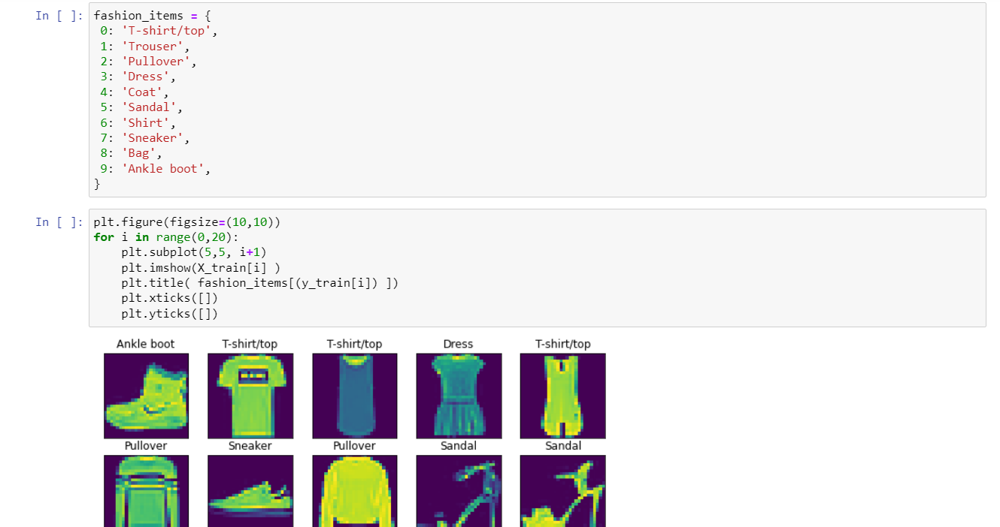 In [ ]: fashion_items = {
 0: 'T-shirt/top',
 1: 'Trouser',
 2: 'Pullover',
 3: 'Dress',
 4: 'Coat',
 5: 'Sandal',
 6: 'Shirt',
 7: 'Sneaker',
 8: 'Bag',
 9: 'Ankle boot',
}
In [ ]: plt.figure(figsize=(10,10))
for i in range(0,20):
    plt.subplot(5,5, i+1)
    plt.imshow(X_train[i] )
    plt.title( fashion_items[(y_train[i]) ])
    plt.xticks([])
    plt.yticks([])
Ankle boot T-shirt/top T-shirt/top Dress T-shirt/top
Pullover Sneaker Pullover Sandal Sandal